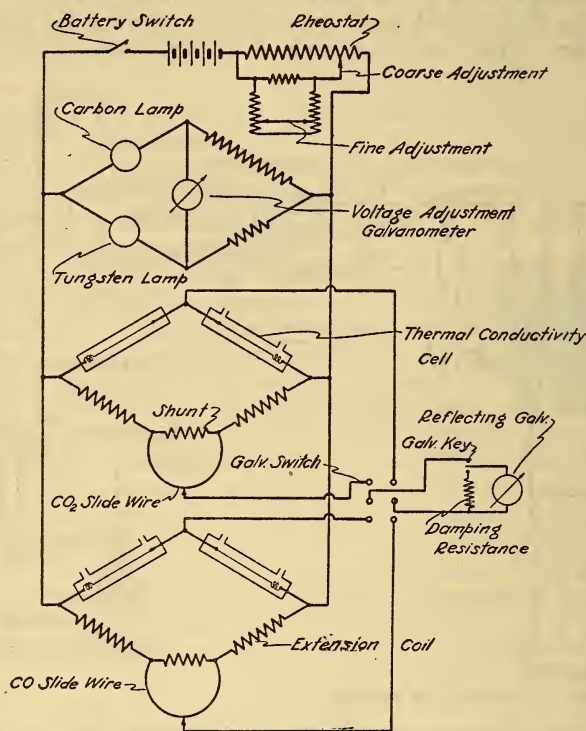 Battery Switch
Rheostat
Coarse Adjustment
Carbon Lamp
Fine Adjustment
Voltage Adjustment
Galvanometer
Tungsten Lamp
Thermal Conductivity
Cell
Shunt
Reflecting Galv.
Galv. Key
Galv. Switch
CO₂ Slide Wire
Damping
Resistance
Extension Coil
CO Slide Wire